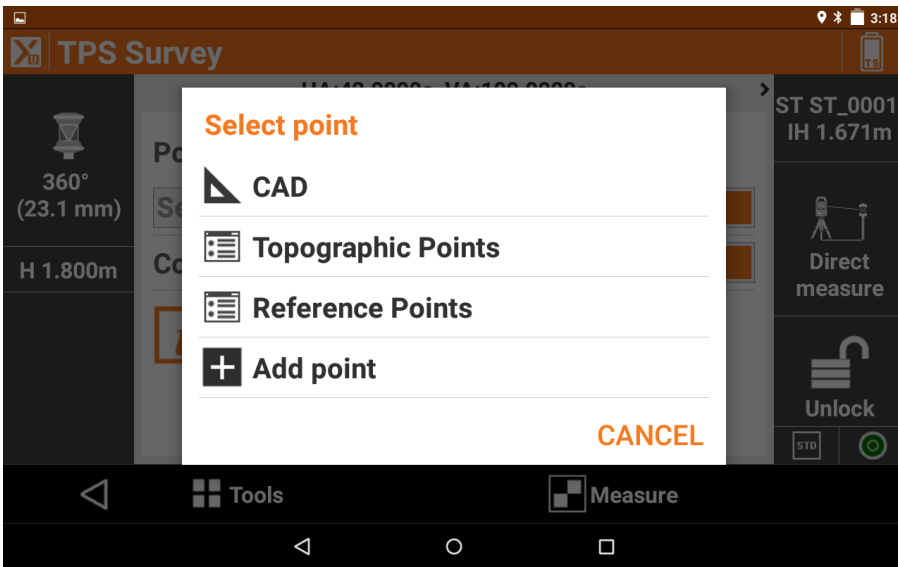 3:18
TPS Survey
TS
ST ST_0001
IH 1.671m
360°
(23.1 mm)
H 1.800m
Select point
CAD
Topographic Points
Reference Points
Add point
CANCEL
Direct
measure
Unlock
STD
Tools
Measure